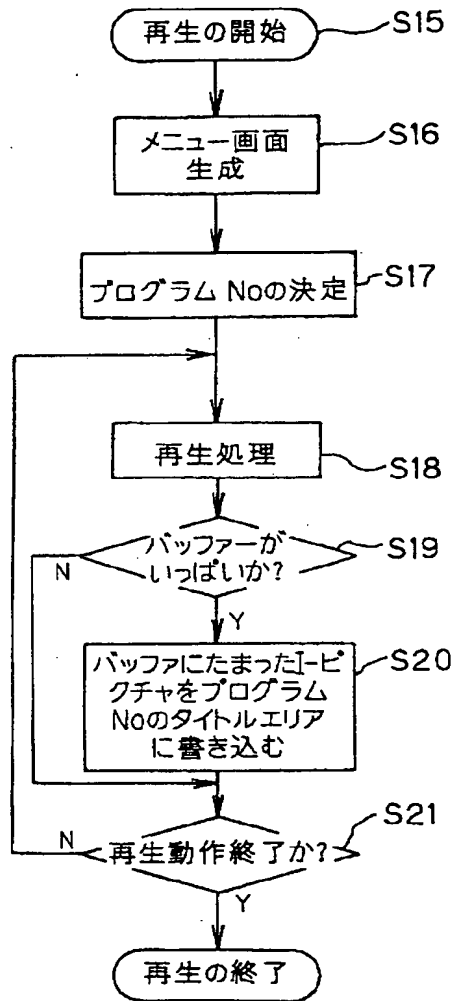 再生の開始
S15
メニュー画面
生成
S16
プログラム Noの決定
S17
再生処理
S18
バッファーが
いっぱいか?
S19
N
Y
バッファにたまったI-ピ
クチャをプログラム
Noのタイトルエリア
に書き込む
S20
再生動作終了か?
S21
N
Y
再生の終了